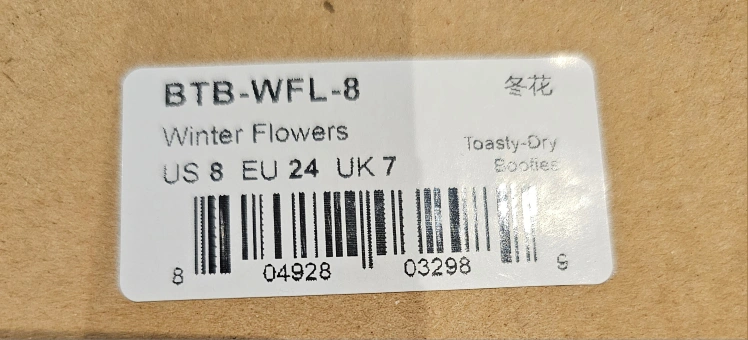 BTB-WFL-8 冬花
Winter Flowers
Toasty-Dry
Booties
US 8 EU 24 UK 7
8 04928 03298 9